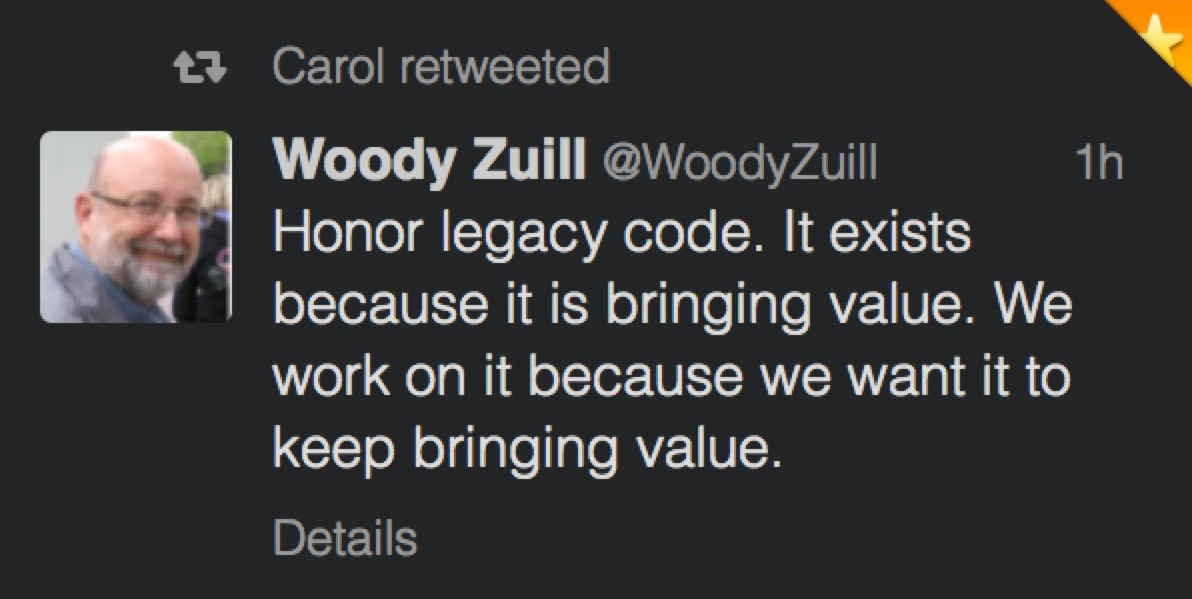 Carol retweeted
Woody Zuill @WoodyZuill 1h
Honor legacy code. It exists
because it is bringing value. We
work on it because we want it to
keep bringing value.
Details